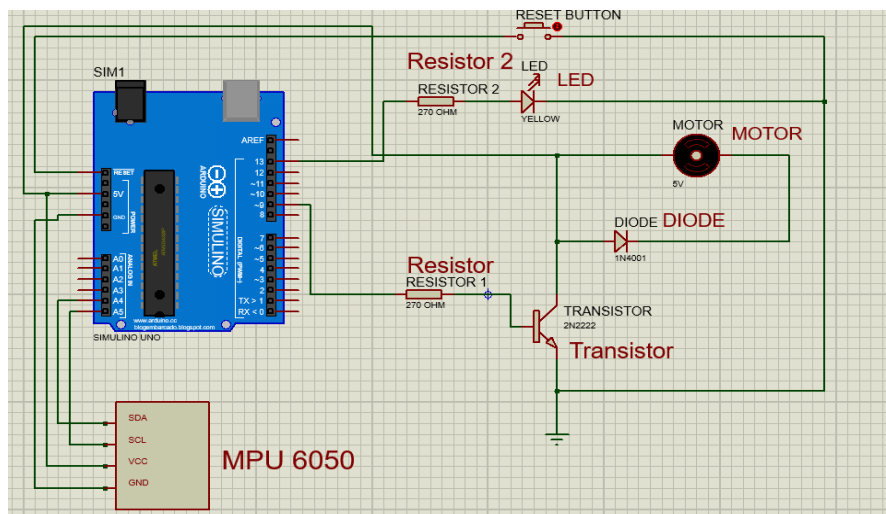 RESET BUTTON
SIM1
Resistor 2
LED
LED
RESISTOR 2
270 OHM
YELLOW
MOTOR
MOTOR
5V
AREF
13
12
~11
~10
~9
8
RESET
5V
GND
POWER
ARDUINO
SIMULINO
DIODE
DIODE
1N4001
7
~6
~5
4
~3
2
TX > 1
RX < 0
DIGITAL (PWM~)
ANALOG IN
A0
A1
A2
A3
A4
A5
www.arduino.cc
blogembarcado.blogspot.com
SIMULINO UNO
Resistor
RESISTOR 1
270 OHM
TRANSISTOR
2N2222
Transistor
SDA
SCL
VCC
GND
MPU 6050